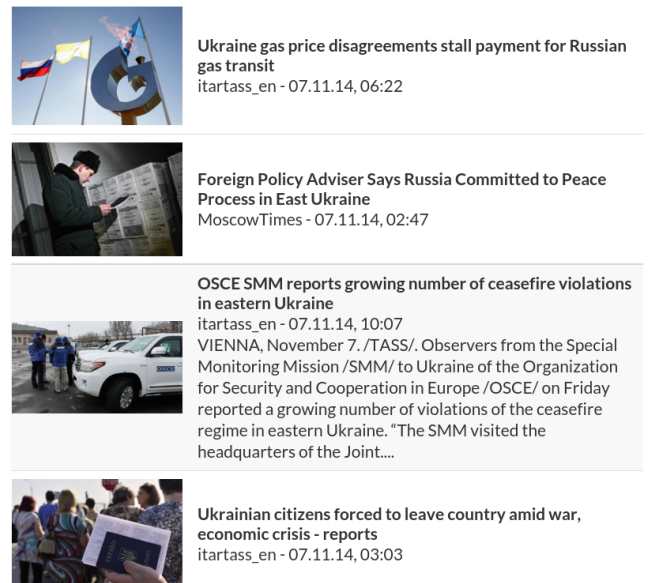 Ukraine gas price disagreements stall payment for Russian
gas transit
itartass_en - 07.11.14, 06:22
Foreign Policy Adviser Says Russia Committed to Peace
Process in East Ukraine
MoscowTimes - 07.11.14, 02:47
OSCE SMM reports growing number of ceasefire violations
in eastern Ukraine
itartass_en - 07.11.14, 10:07
VIENNA, November 7. /TASS/. Observers from the Special
Monitoring Mission /SMM/ to Ukraine of the Organization
for Security and Cooperation in Europe /OSCE/ on Friday
reported a growing number of violations of the ceasefire
regime in eastern Ukraine. “The SMM visited the
headquarters of the Joint....
Ukrainian citizens forced to leave country amid war,
economic crisis - reports
itartass_en - 07.11.14, 03:03